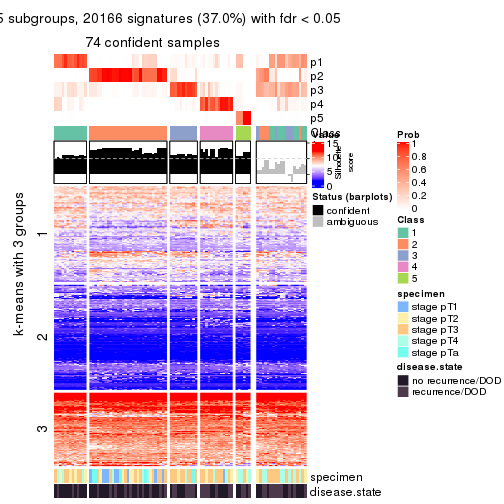 5 subgroups, 20166 signatures (37.0%) with fdr < 0.05
74 confident samples
p1
p2
p3
p4
p5
Class
k-means with 3 groups
1
2
3
specimen
disease.state
Value
15
10
5
0
Silhouette
score
Status (barplots)
confident
ambiguous
Prob
1
0.8
0.6
0.4
0.2
0
Class
1
2
3
4
5
specimen
stage pT1
stage pT2
stage pT3
stage pT4
stage pTa
disease.state
no recurrence/DOD
recurrence/DOD